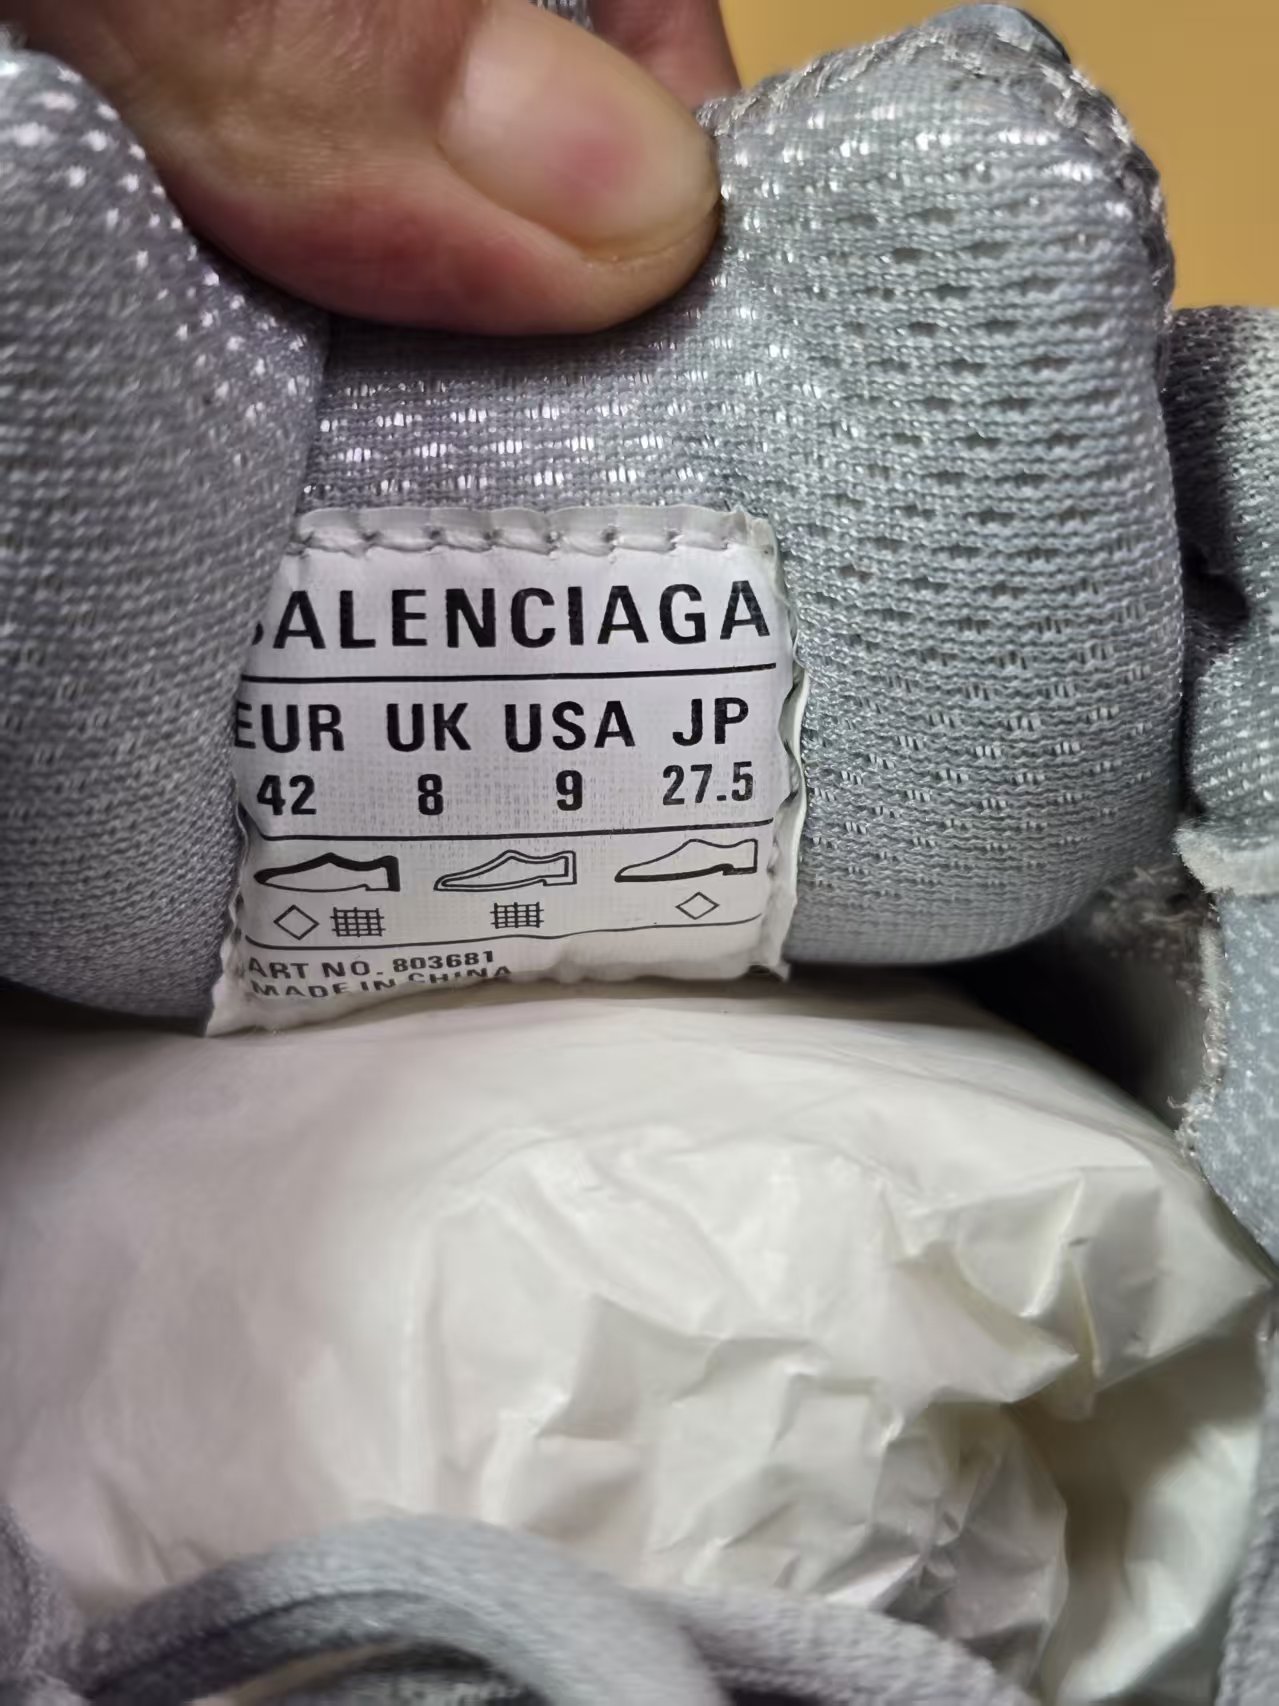 BALENCIAGA
EUR UK USA JP
42 8 9 27.5
ART NO. 803681
MADE IN CHINA